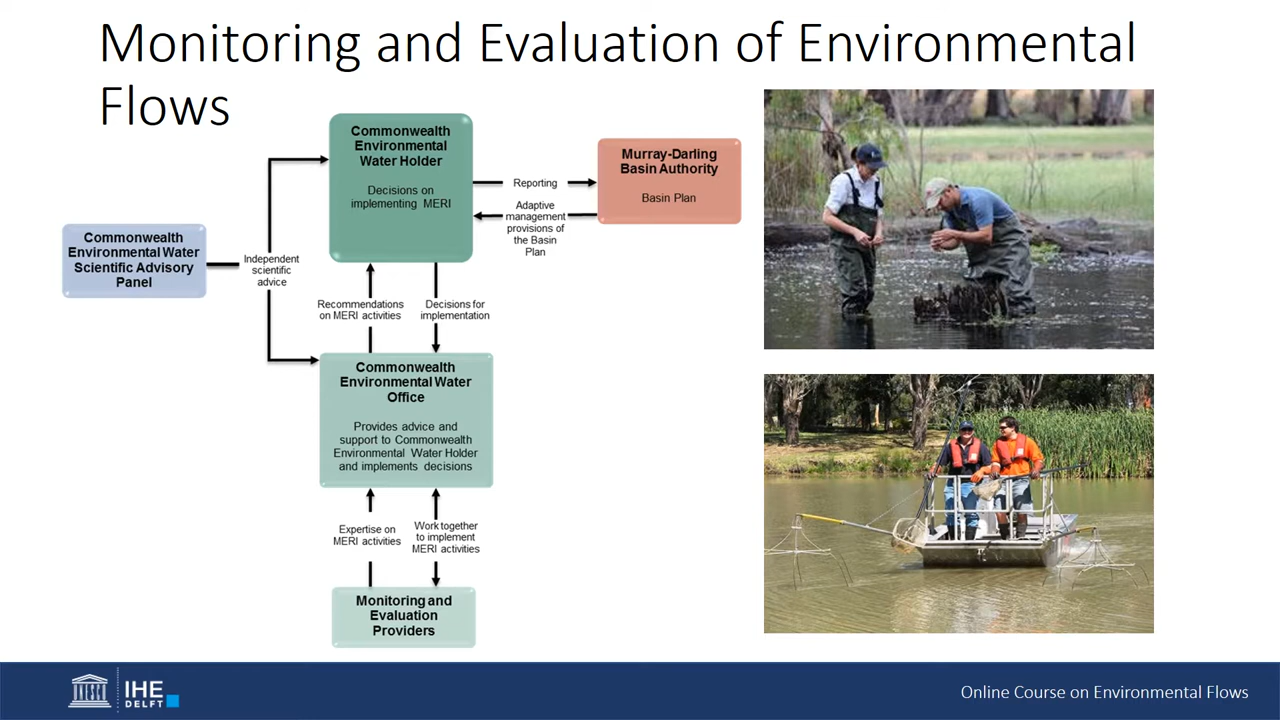 Monitoring and Evaluation of Environmental
Flows
Commonwealth
Environmental
Water Holder
Decisions on
implementing MERI
Reporting
Adaptive
management
provisions of
the Basin
Plan
Murray-Darling
Basin Authority
Basin Plan
Commonwealth
Environmental Water
Scientific Advisory
Panel
Independent
scientific
advice
Recommendations
on MERI activities
Decisions for
implementation
Commonwealth
Environmental Water
Office
Provides advice and
support to Commonwealth
Environmental Water Holder
and implements decisions
Expertise on
MERI activities
Work together
to implement
MERI activities
Monitoring and
Evaluation
Providers
UNESCO
IHE
DELFT
Online Course on Environmental Flows